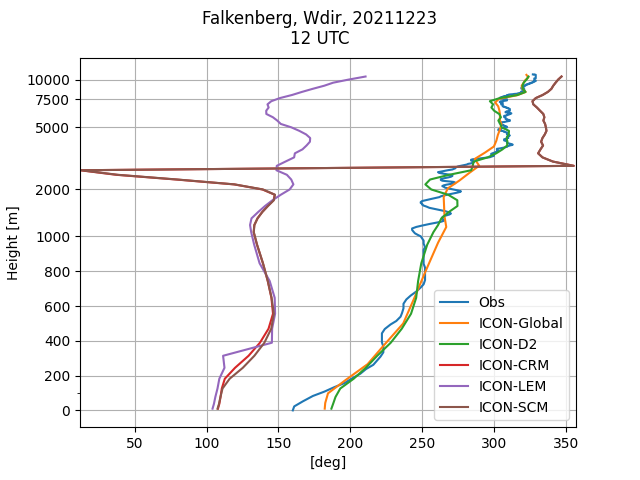 Falkenberg, Wdir, 20211223
12 UTC
Height [m]
10000
7500
5000
2000
1000
800
600
400
200
0
50
100
150
200
250
300
350
[deg]
Obs
ICON-Global
ICON-D2
ICON-CRM
ICON-LEM
ICON-SCM